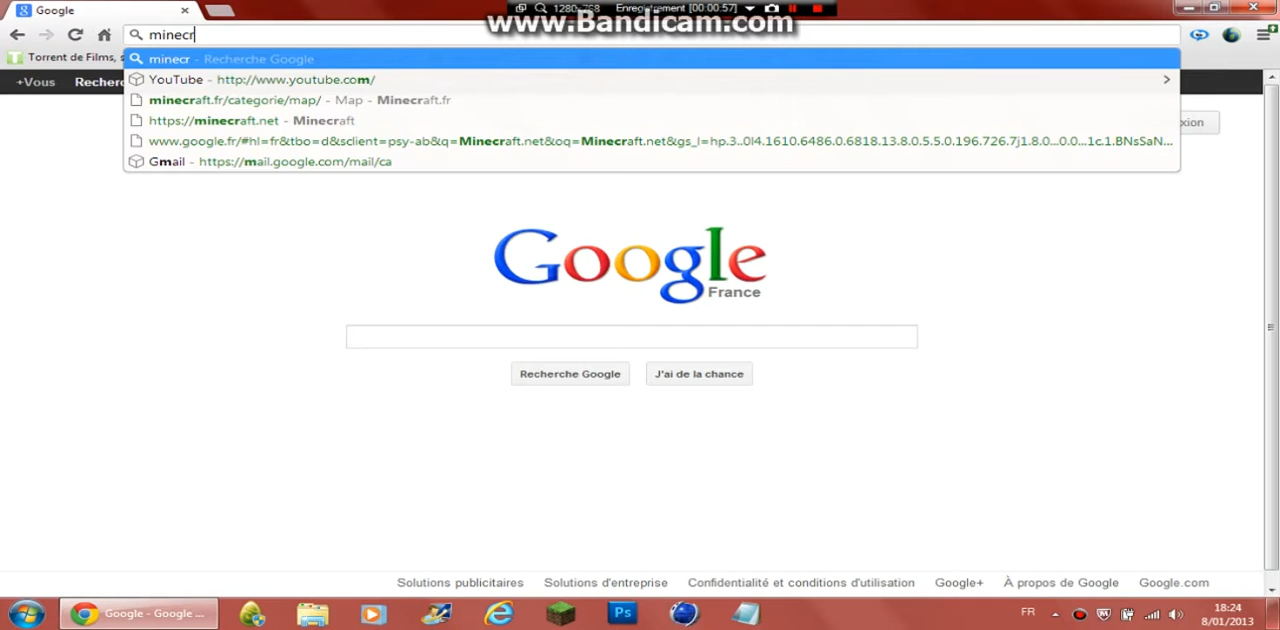 Google
1280x768 Enregistrement [00:00:57]
www.Bandicam.com
minecr
Torrent de Films, s
minecr - Recherche Google
YouTube - http://www.youtube.com/
minecraft.fr/categorie/map/ - Map - Minecraft.fr
https://minecraft.net - Minecraft
www.google.fr/#hl=fr&tbo=d&sclient=psy-ab&q=Minecraft.net&oq=Minecraft.net&gs_l=hp.3..0l4.1610.6486.0.6818.13.8.0.5.5.0.196.726.7j1.8.0...0.0...1c.1.BNsSaN...
Gmail - https://mail.google.com/mail/ca
+Vous Recherc
xion
Google
France
Recherche Google J'ai de la chance
Solutions publicitaires Solutions d'entreprise Confidentialité et conditions d'utilisation Google+ À propos de Google Google.com
Google - Google ...
Ps
FR
18:24
8/01/2013